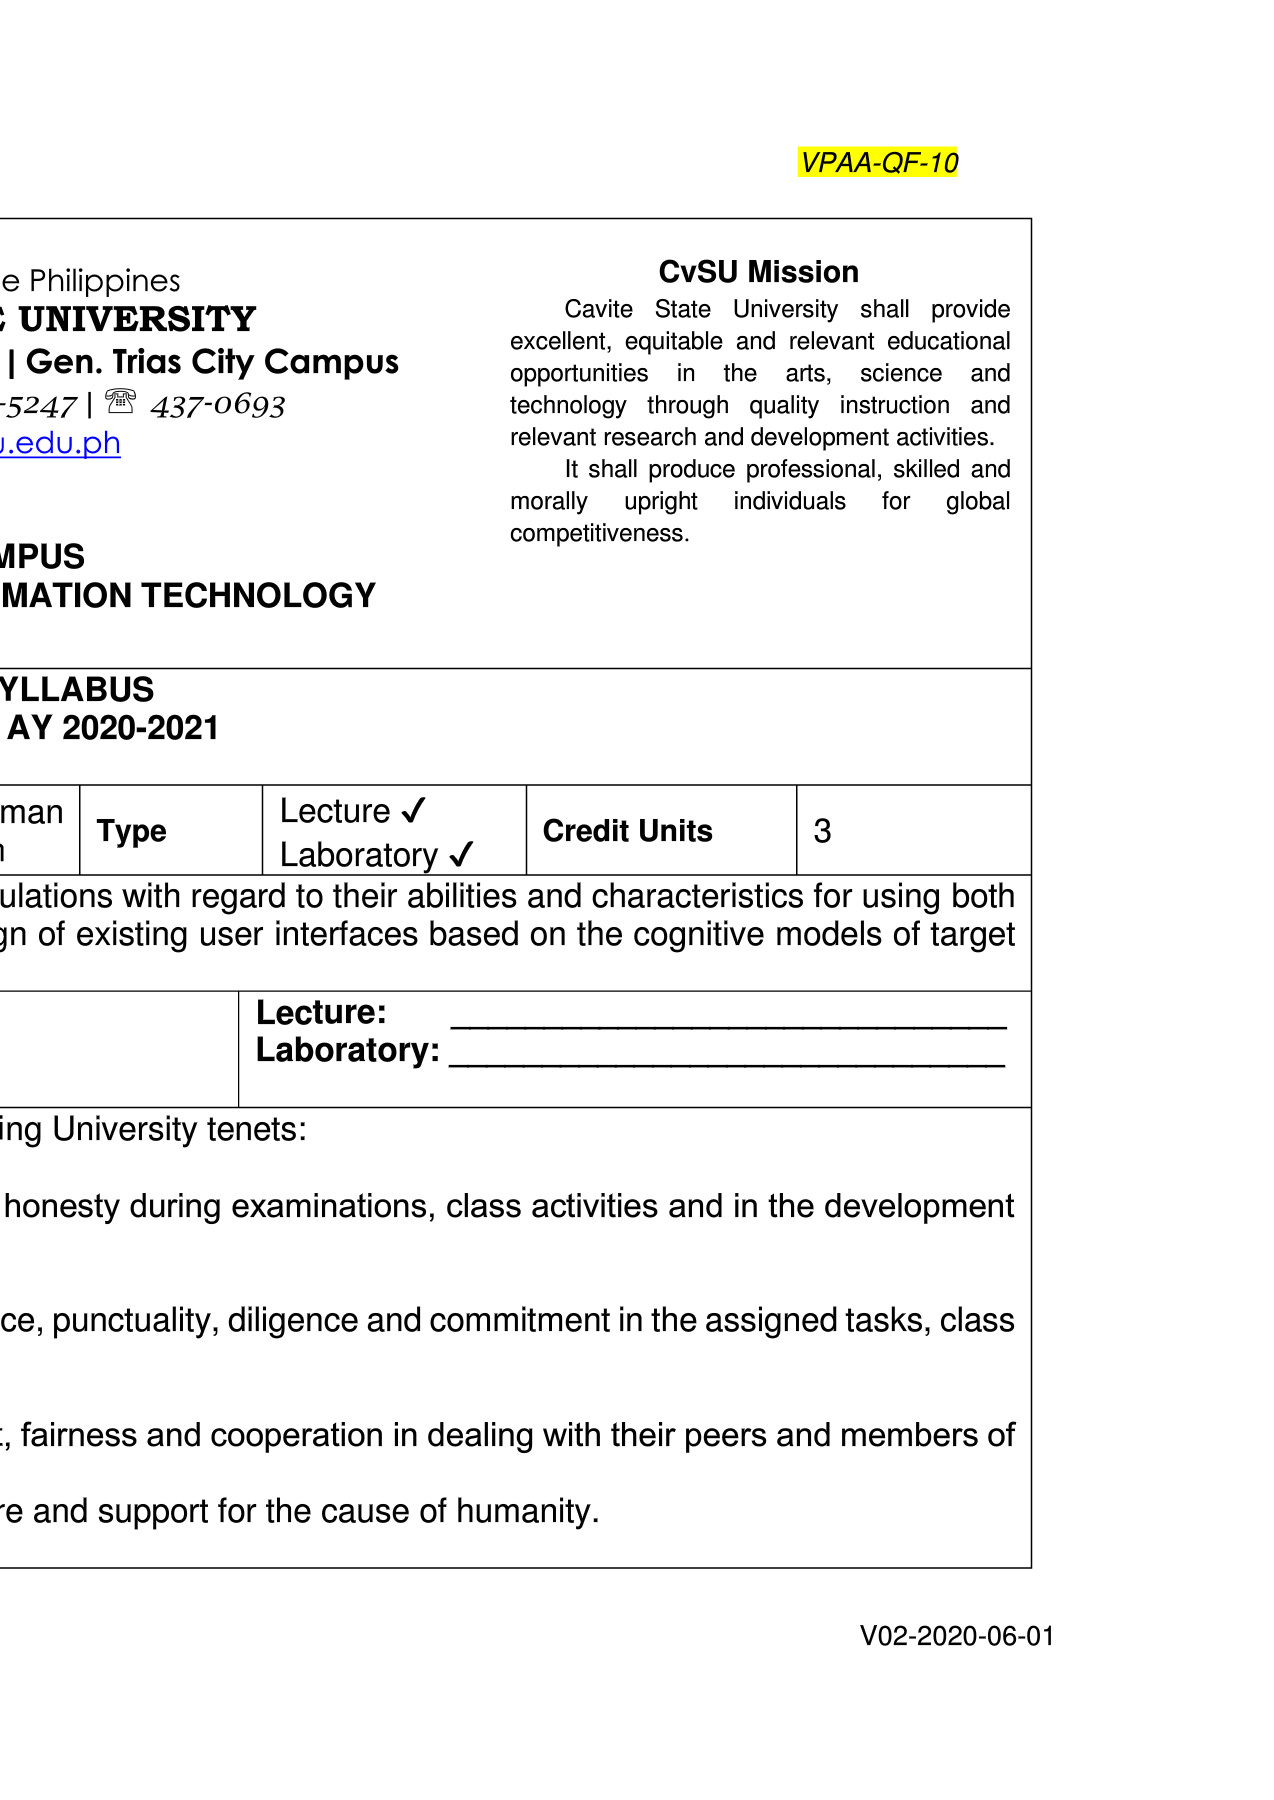 VPAA-QF-10
e Philippines
UNIVERSITY
| Gen. Trias City Campus
-5247 | ☏ 437-0693
u.edu.ph
MPUS
MATION TECHNOLOGY
CvSU Mission
Cavite State University shall provide
excellent, equitable and relevant educational
opportunities in the arts, science and
technology through quality instruction and
relevant research and development activities.
It shall produce professional, skilled and
morally upright individuals for global
competitiveness.
YLLABUS
AY 2020-2021
man
Type
Lecture ✓
Laboratory ✓
Credit Units
3
ulations with regard to their abilities and characteristics for using both
gn of existing user interfaces based on the cognitive models of target
Lecture: ______________________________
Laboratory: ______________________________
ing University tenets:
honesty during examinations, class activities and in the development
ce, punctuality, diligence and commitment in the assigned tasks, class
, fairness and cooperation in dealing with their peers and members of
re and support for the cause of humanity.
V02-2020-06-01